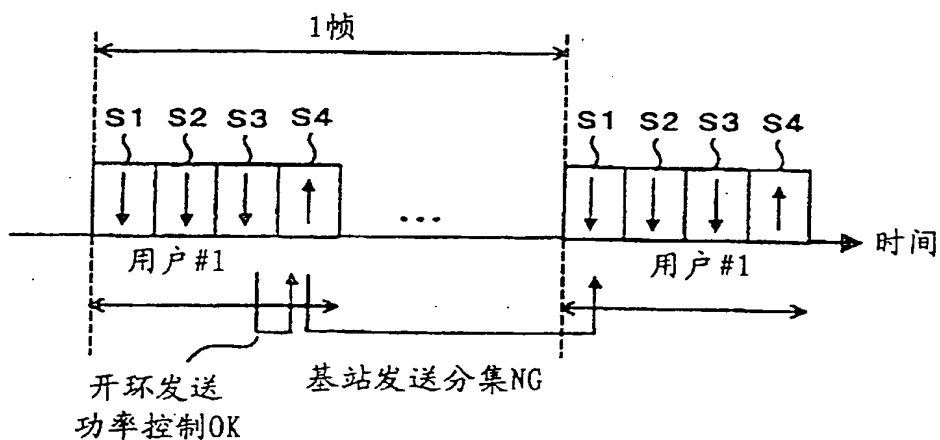 1帧
S1 S2 S3 S4
S1 S2 S3 S4
...
时间
用户#1
用户#1
开环发送
功率控制OK
基站发送分集NG